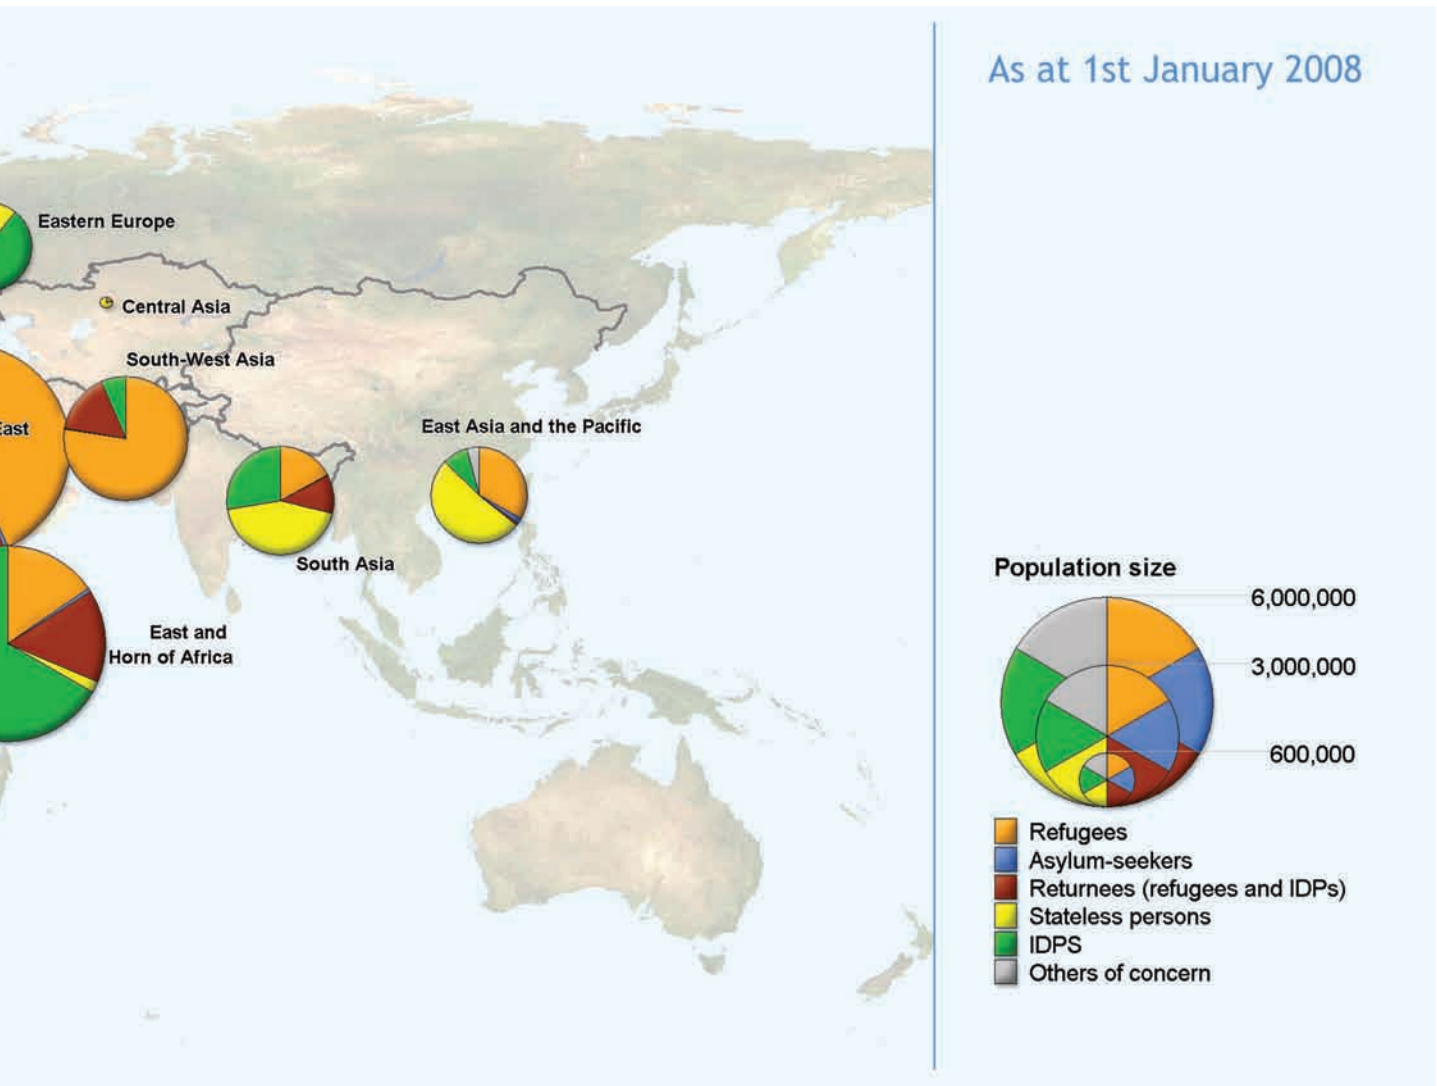 As at 1st January 2008
Eastern Europe
Central Asia
South-West Asia
East
East Asia and the Pacific
South Asia
East and
Horn of Africa
Population size
6,000,000
3,000,000
600,000
Refugees
Asylum-seekers
Returnees (refugees and IDPs)
Stateless persons
IDPS
Others of concern